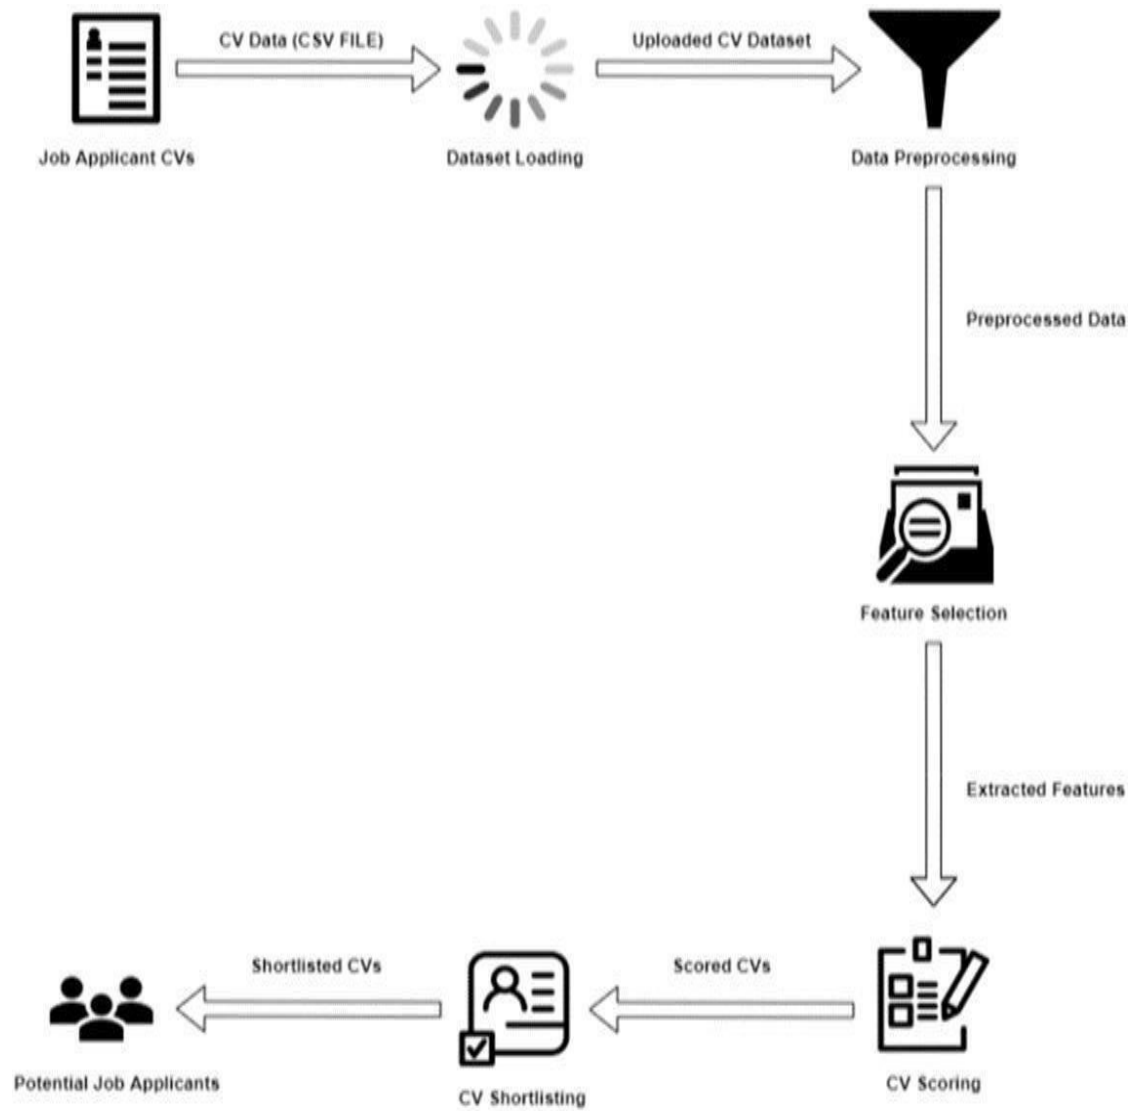 CV Data (CSV FILE)
Uploaded CV Dataset
Job Applicant CVs
Dataset Loading
Data Preprocessing
Preprocessed Data
Feature Selection
Extracted Features
Shortlisted CVs
Scored CVs
Potential Job Applicants
CV Shortlisting
CV Scoring